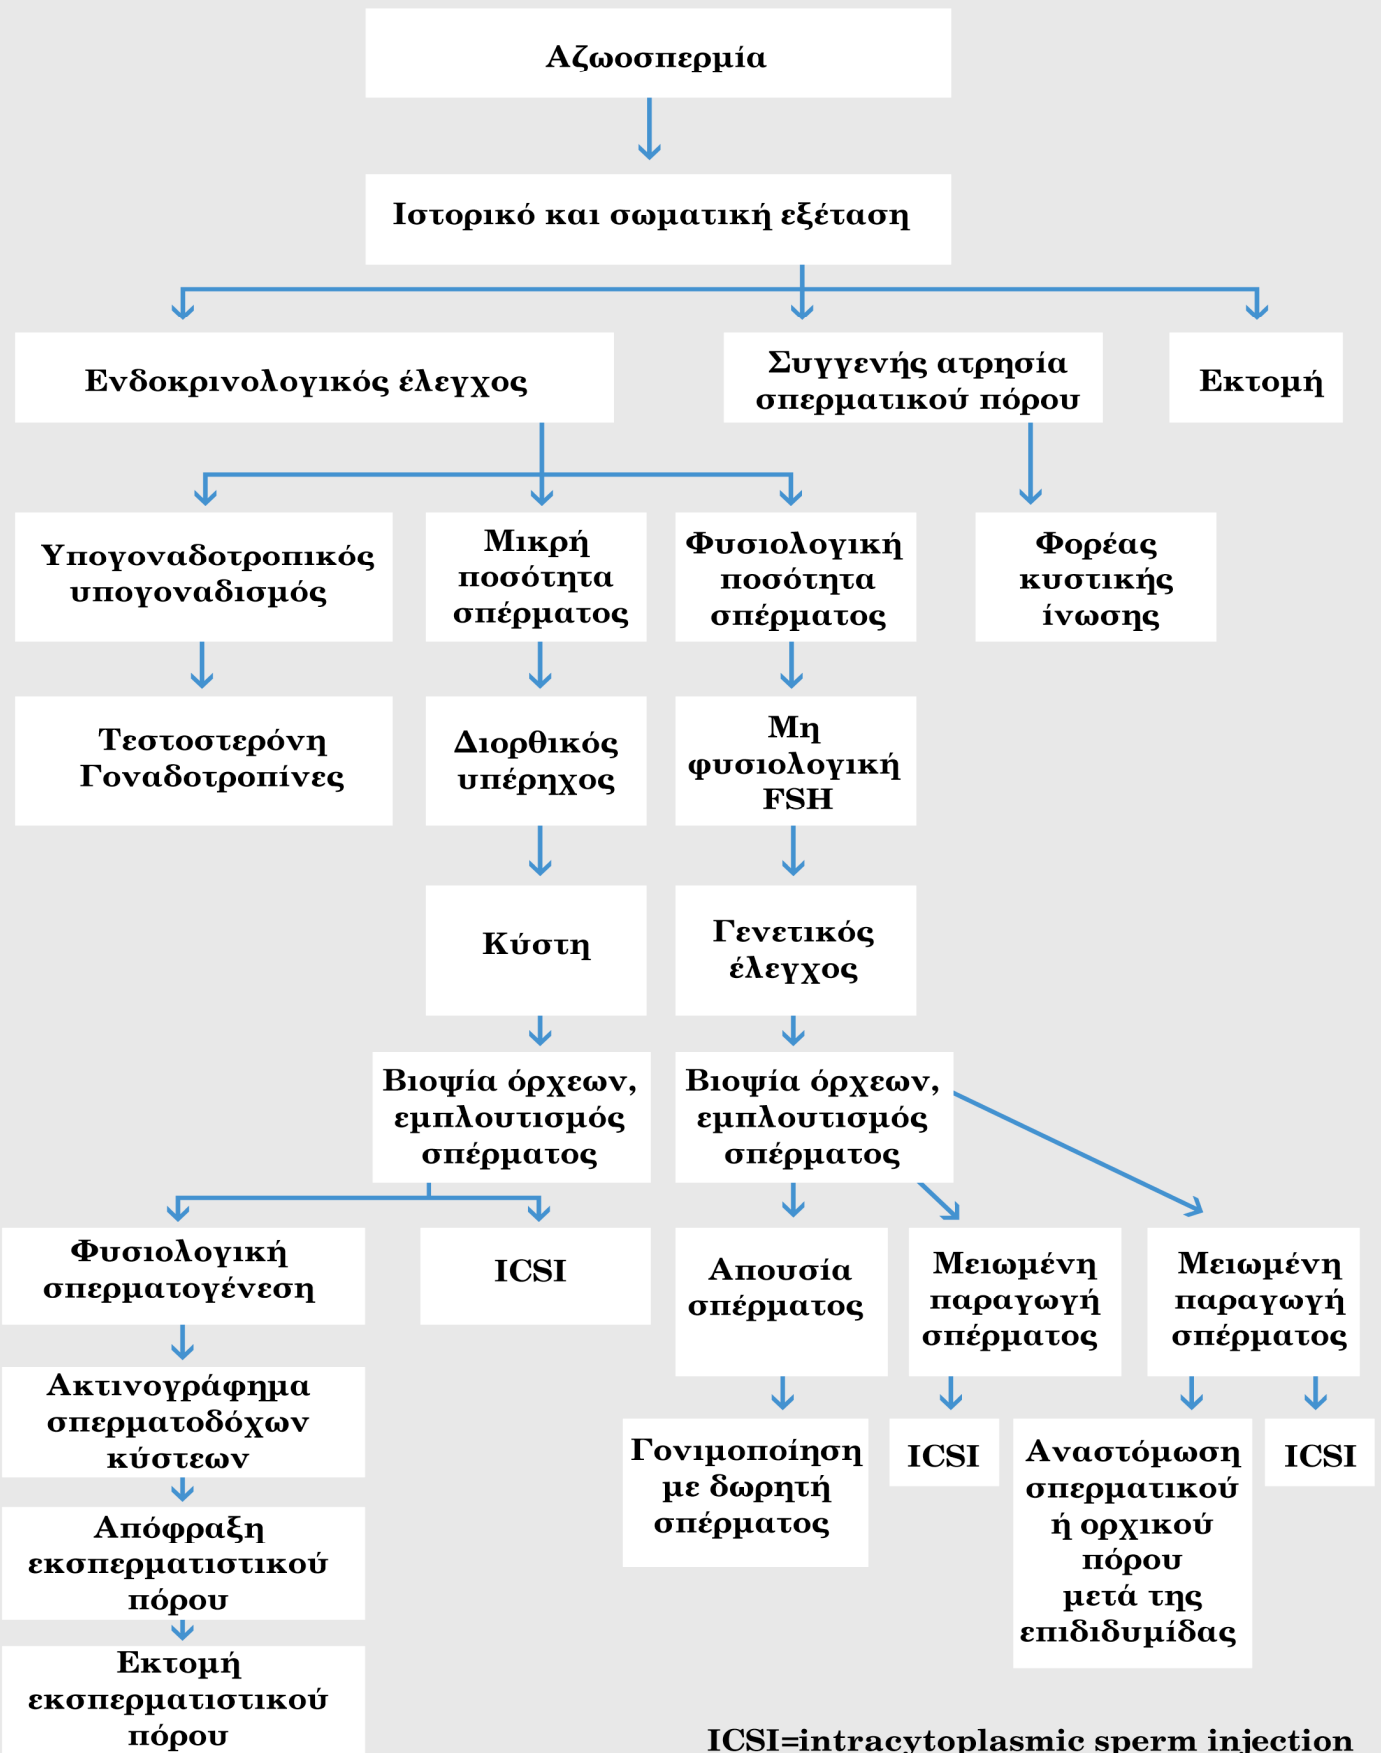 Αζωοσπερμία
Ιστορικό και σωματική εξέταση
Ενδοκρινολογικός έλεγχος
Συγγενής ατρησία
σπερματικού πόρου
Εκτομή
Υπογοναδοτροπικός
υπογοναδισμός
Μικρή
ποσότητα
σπέρματος
Φυσιολογική
ποσότητα
σπέρματος
Φορέας
κυστικής
ίνωσης
Τεστοστερόνη
Γοναδοτροπίνες
Διορθικός
υπέρηχος
Μη
φυσιολογική
FSH
Κύστη
Γενετικός
έλεγχος
Βιοψία όρχεων,
εμπλουτισμός
σπέρματος
Βιοψία όρχεων,
εμπλουτισμός
σπέρματος
Φυσιολογική
σπερματογένεση
ICSI
Απουσία
σπέρματος
Μειωμένη
παραγωγή
σπέρματος
Μειωμένη
παραγωγή
σπέρματος
Ακτινογράφημα
σπερματοδόχων
κύστεων
Γονιμοποίηση
με δωρητή
σπέρματος
ICSI
Αναστόμωση
σπερματικού
ή ορχικού
πόρου
μετά της
επιδιδυμίδας
ICSI
Απόφραξη
εκσπερματιστικού
πόρου
Εκτομή
εκσπερματιστικού
πόρου
ICSI=intracytoplasmic sperm injection